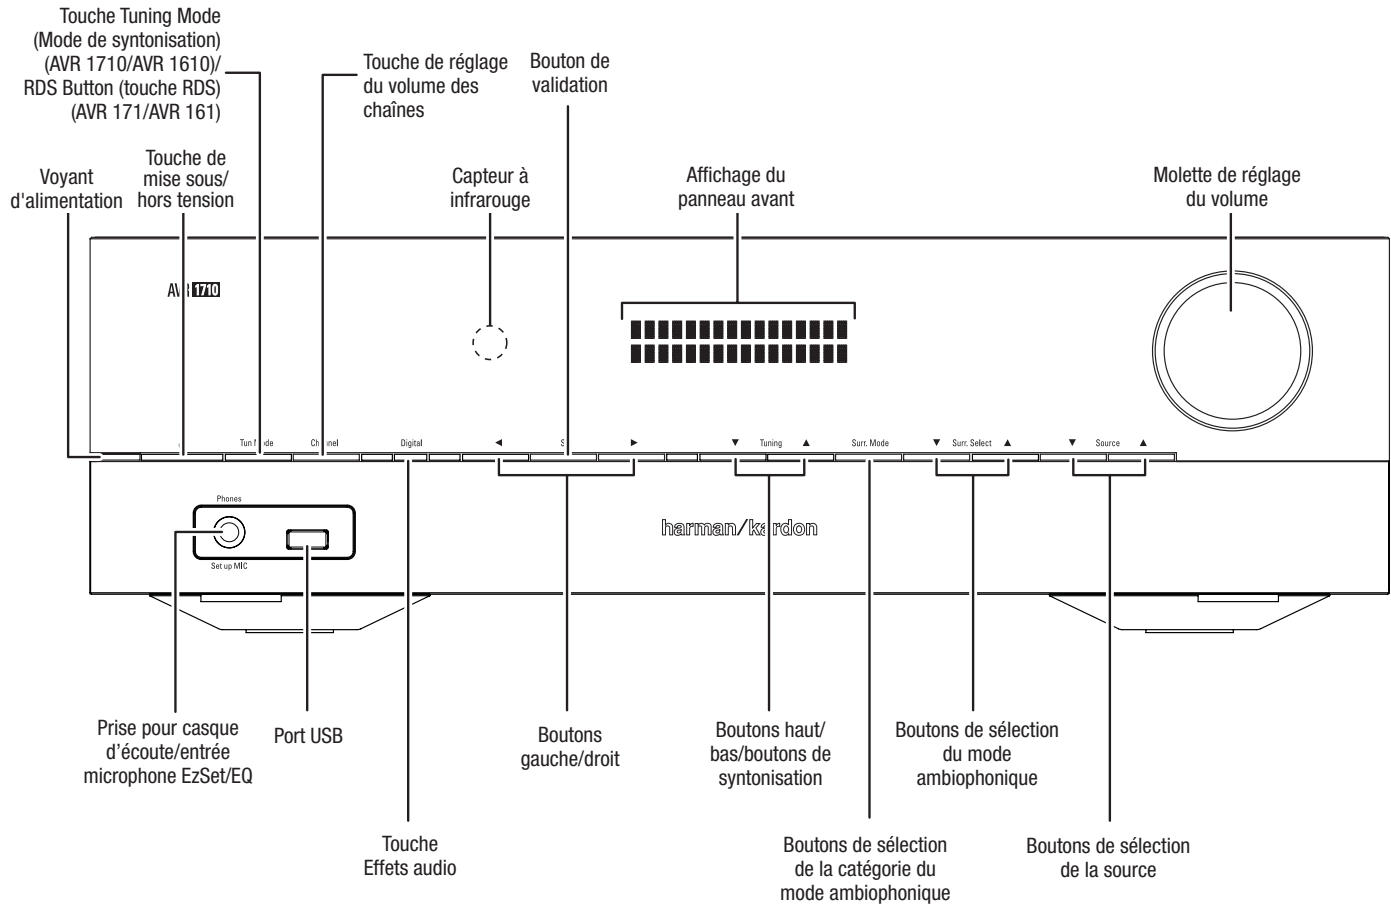 Touche Tuning Mode
(Mode de syntonisation)
(AVR 1710/AVR 1610)/
RDS Button (touche RDS)
(AVR 171/AVR 161)
Touche de réglage
du volume des
chaînes
Bouton de
validation
Voyant
d'alimentation
Touche de
mise sous/
hors tension
Capteur à
infrarouge
Affichage du
panneau avant
Molette de réglage
du volume
1710
Digital
Tuning
Surr. Mode
Surr. Select
Source
Phones
Set up MIC
harman/kardon
Prise pour casque
d’écoute/entrée
microphone EzSet/EQ
Port USB
Boutons
gauche/droit
Boutons haut/
bas/boutons de
syntonisation
Boutons de sélection
du mode
ambiophonique
Touche
Effets audio
Boutons de sélection
de la catégorie du
mode ambiophonique
Boutons de sélection
de la source